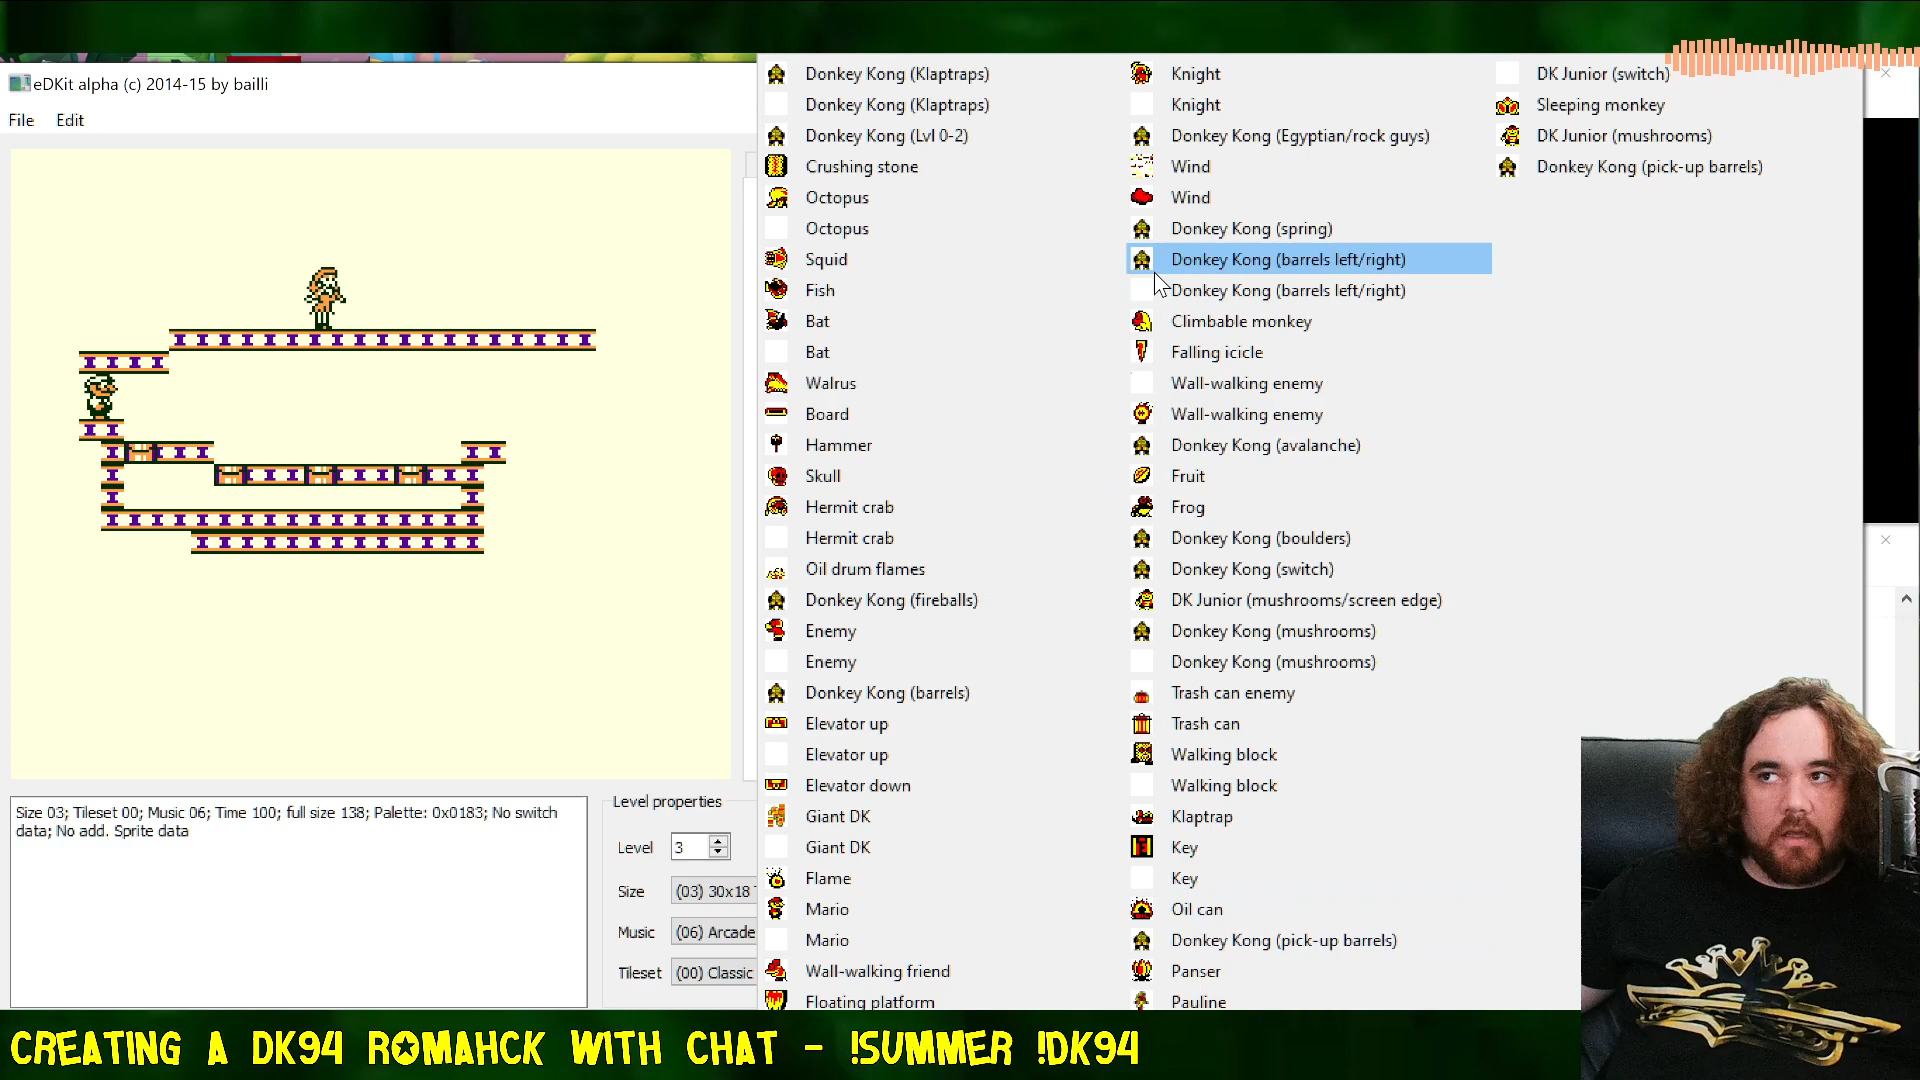 eDKit alpha (c) 2014-15 by bailli
File Edit
Size 03; Tileset 00; Music 06; Time 100; full size 138; Palette: 0x0183; No switch
data; No add. Sprite data
Level properties
Level 3
Size (03) 30x18
Music (06) Arcade
Tileset (00) Classic
Donkey Kong (Klaptraps)
Donkey Kong (Klaptraps)
Donkey Kong (Lvl 0-2)
Crushing stone
Octopus
Octopus
Squid
Fish
Bat
Bat
Walrus
Board
Hammer
Skull
Hermit crab
Hermit crab
Oil drum flames
Donkey Kong (fireballs)
Enemy
Enemy
Donkey Kong (barrels)
Elevator up
Elevator up
Elevator down
Giant DK
Giant DK
Flame
Mario
Mario
Wall-walking friend
Floating platform
Knight
Knight
Donkey Kong (Egyptian/rock guys)
Wind
Wind
Donkey Kong (spring)
Donkey Kong (barrels left/right)
Donkey Kong (barrels left/right)
Climbable monkey
Falling icicle
Wall-walking enemy
Wall-walking enemy
Donkey Kong (avalanche)
Fruit
Frog
Donkey Kong (boulders)
Donkey Kong (switch)
DK Junior (mushrooms/screen edge)
Donkey Kong (mushrooms)
Donkey Kong (mushrooms)
Trash can enemy
Trash can
Walking block
Walking block
Klaptrap
Key
Key
Oil can
Donkey Kong (pick-up barrels)
Panser
Pauline
DK Junior (switch)
Sleeping monkey
DK Junior (mushrooms)
Donkey Kong (pick-up barrels)
CREATING A DK94 ROMAHCK WITH CHAT - !SUMMER !DK94